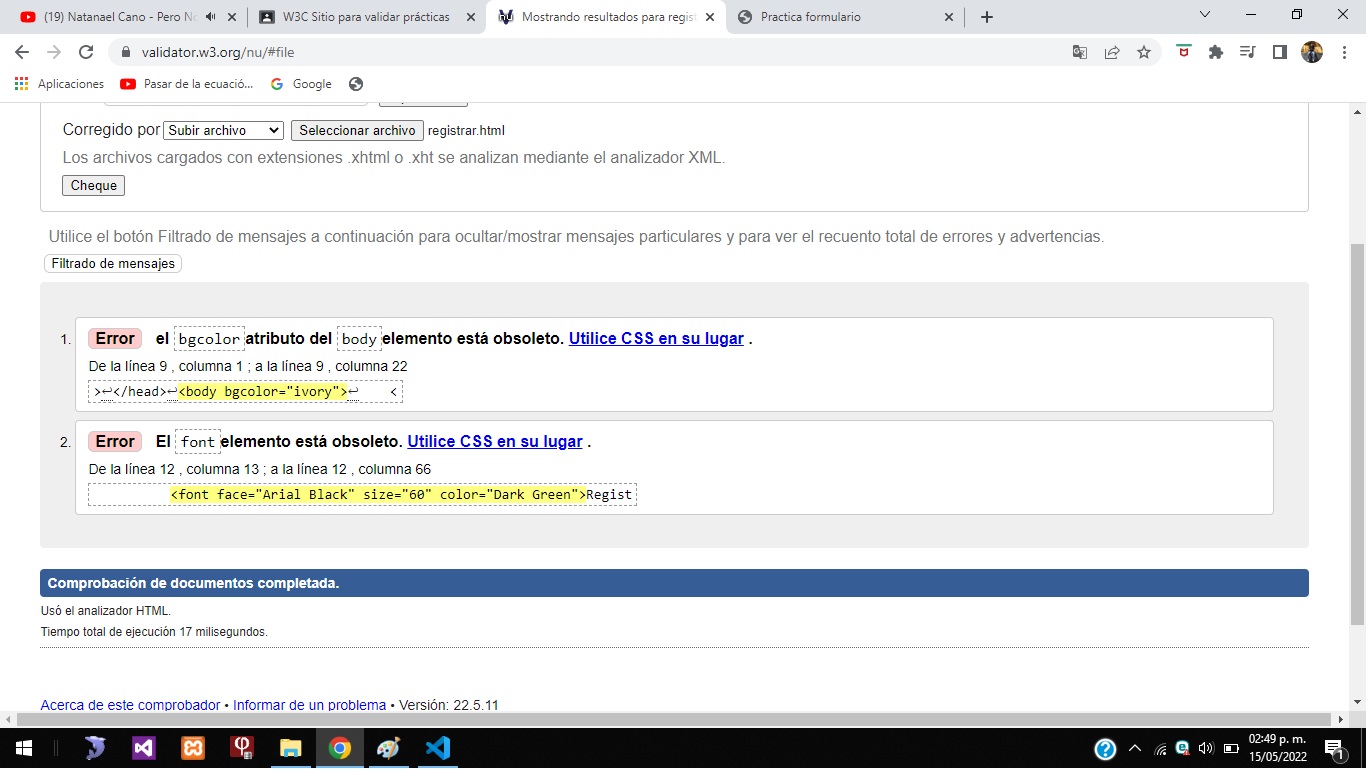 (19) Natanael Cano - Pero No
W3C Sitio para validar prácticas
Mostrando resultados para regist
Practica formulario
validator.w3.org/nu/#file
Aplicaciones
Pasar de la ecuació...
Google
Corregido por Subir archivo Seleccionar archivo registrar.html
Los archivos cargados con extensiones .xhtml o .xht se analizan mediante el analizador XML.
Cheque
Utilice el botón Filtrado de mensajes a continuación para ocultar/mostrar mensajes particulares y para ver el recuento total de errores y advertencias.
Filtrado de mensajes
1. Error el bgcolor atributo del body elemento está obsoleto. Utilice CSS en su lugar .
De la línea 9 , columna 1 ; a la línea 9 , columna 22
>↩</head>↩<body bgcolor="ivory">↩ <
2. Error El font elemento está obsoleto. Utilice CSS en su lugar .
De la línea 12 , columna 13 ; a la línea 12 , columna 66
<font face="Arial Black" size="60" color="Dark Green">Regist
Comprobación de documentos completada.
Usó el analizador HTML.
Tiempo total de ejecución 17 milisegundos.
Acerca de este comprobador • Informar de un problema • Versión: 22.5.11
02:49 p. m.
15/05/2022
1